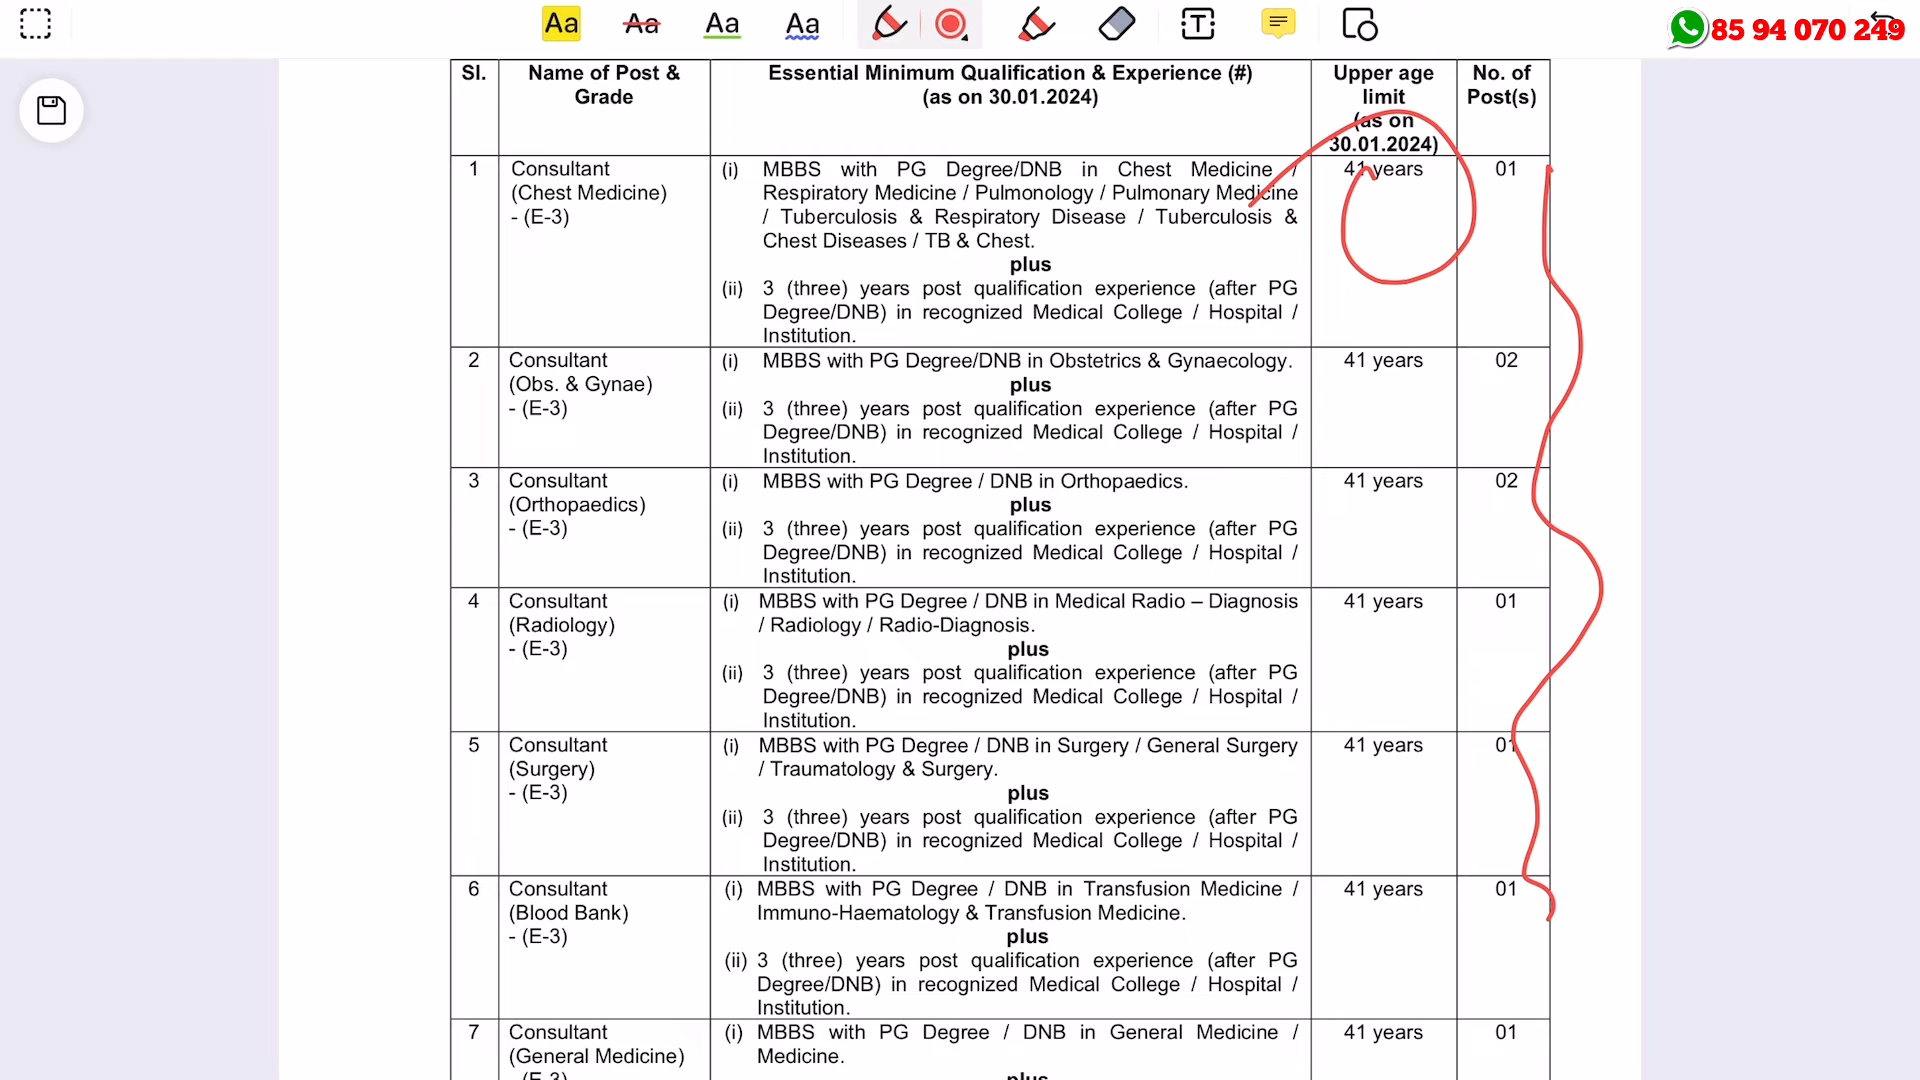 Aa Aa Aa Aa T
85 94 070 249
Sl. Name of Post & Grade Essential Minimum Qualification & Experience (#) (as on 30.01.2024) Upper age limit (as on 30.01.2024) No. of Post(s)
1 Consultant (Chest Medicine) - (E-3)
(i) MBBS with PG Degree/DNB in Chest Medicine /
Respiratory Medicine / Pulmonology / Pulmonary Medicine
/ Tuberculosis & Respiratory Disease / Tuberculosis &
Chest Diseases / TB & Chest.
plus
(ii) 3 (three) years post qualification experience (after PG
Degree/DNB) in recognized Medical College / Hospital /
Institution.
41 years 01
2 Consultant (Obs. & Gynae) - (E-3)
(i) MBBS with PG Degree/DNB in Obstetrics & Gynaecology.
plus
(ii) 3 (three) years post qualification experience (after PG
Degree/DNB) in recognized Medical College / Hospital /
Institution.
41 years 02
3 Consultant (Orthopaedics) - (E-3)
(i) MBBS with PG Degree / DNB in Orthopaedics.
plus
(ii) 3 (three) years post qualification experience (after PG
Degree/DNB) in recognized Medical College / Hospital /
Institution.
41 years 02
4 Consultant (Radiology) - (E-3)
(i) MBBS with PG Degree / DNB in Medical Radio – Diagnosis
/ Radiology / Radio-Diagnosis.
plus
(ii) 3 (three) years post qualification experience (after PG
Degree/DNB) in recognized Medical College / Hospital /
Institution.
41 years 01
5 Consultant (Surgery) - (E-3)
(i) MBBS with PG Degree / DNB in Surgery / General Surgery
/ Traumatology & Surgery.
plus
(ii) 3 (three) years post qualification experience (after PG
Degree/DNB) in recognized Medical College / Hospital /
Institution.
41 years 01
6 Consultant (Blood Bank) - (E-3)
(i) MBBS with PG Degree / DNB in Transfusion Medicine /
Immuno-Haematology & Transfusion Medicine.
plus
(ii) 3 (three) years post qualification experience (after PG
Degree/DNB) in recognized Medical College / Hospital /
Institution.
41 years 01
7 Consultant (General Medicine) - (E-3)
(i) MBBS with PG Degree / DNB in General Medicine /
Medicine.
plus
41 years 01